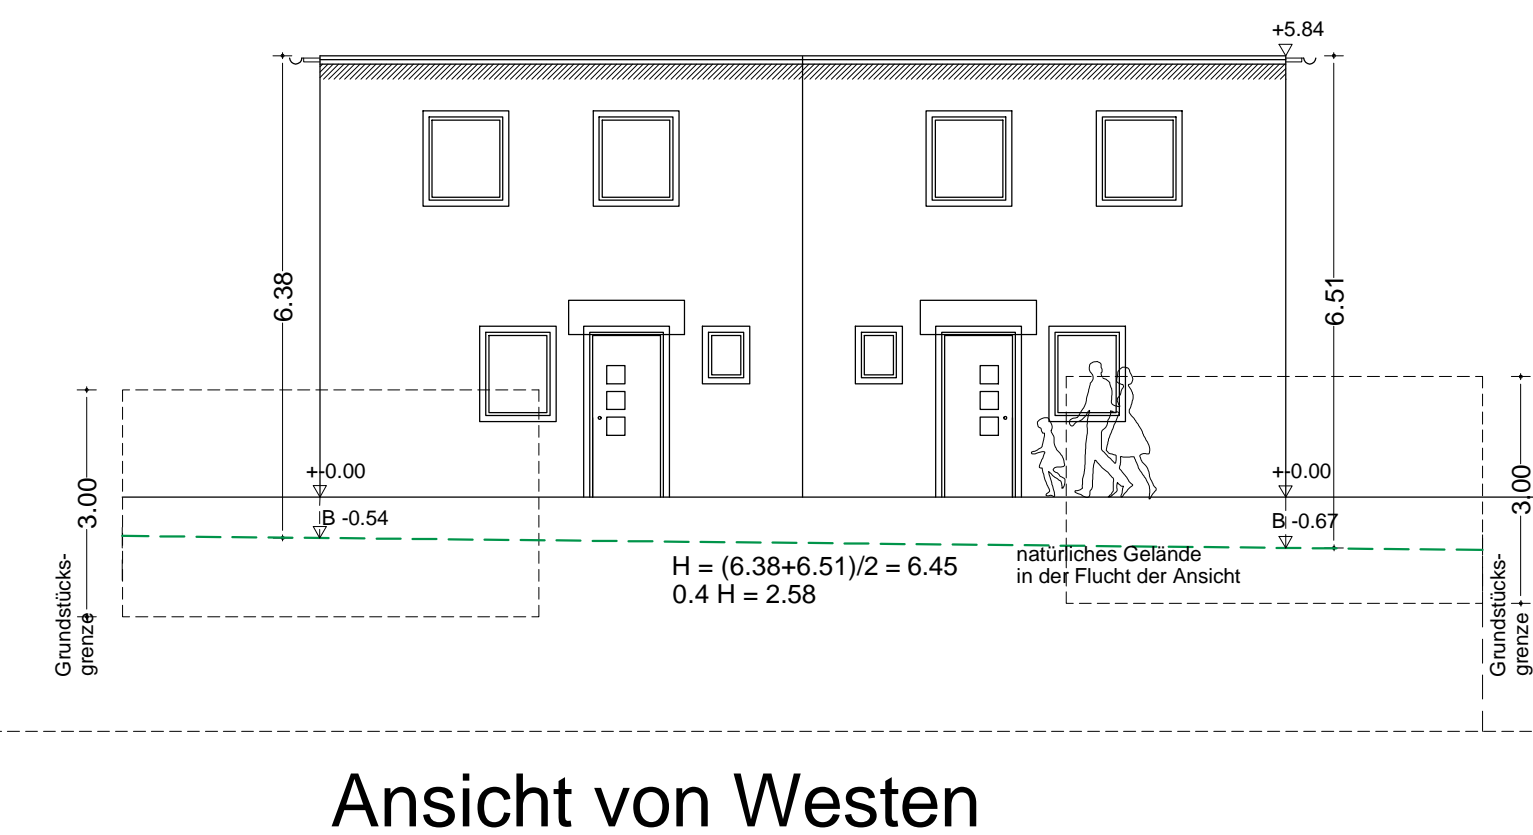 +5.84
6.38
6.51
+-0.00
+-0.00
3.00
3.00
B -0.54
B -0.67
H = (6.38+6.51)/2 = 6.45
0.4 H = 2.58
natürliches Gelände
in der Flucht der Ansicht
Grundstücks-
grenze
Grundstücks-
grenze
Ansicht von Westen